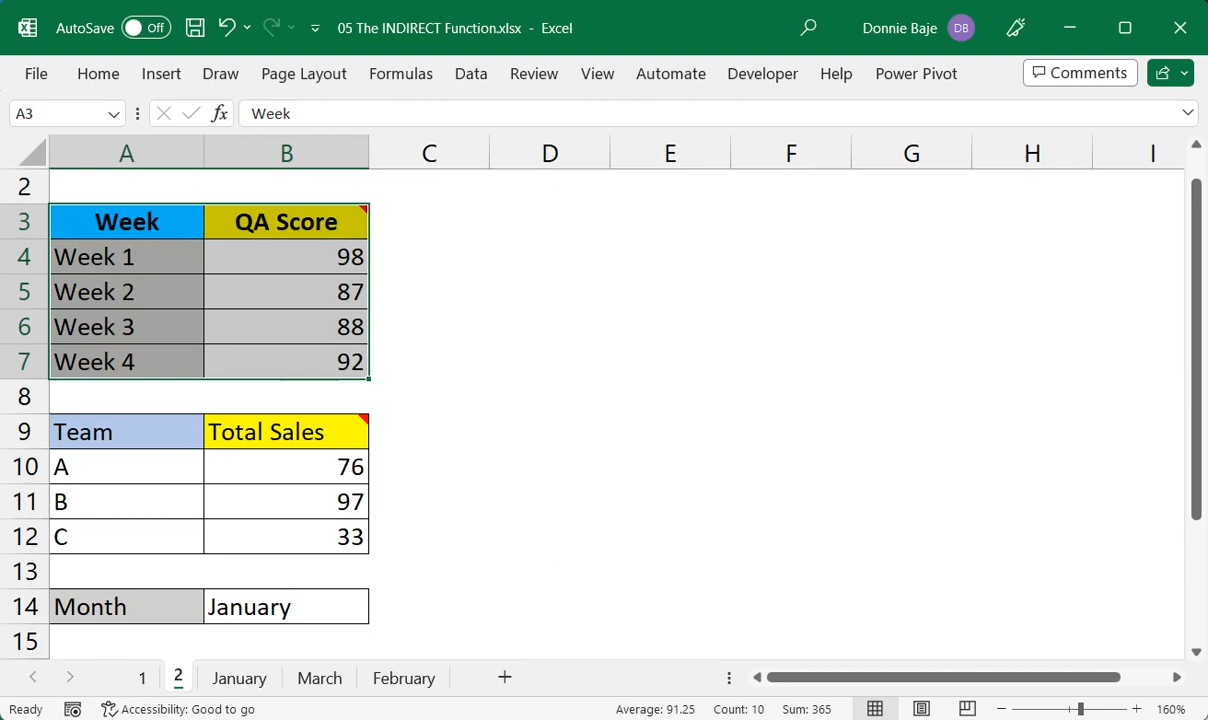 AutoSave Off 05 The INDIRECT Function.xlsx - Excel Donnie Baje DB
File Home Insert Draw Page Layout Formulas Data Review View Automate Developer Help Power Pivot Comments
A3 fx Week
A B C D E F G H I
2
3 Week QA Score
4 Week 1 98
5 Week 2 87
6 Week 3 88
7 Week 4 92
8
9 Team Total Sales
10 A 76
11 B 97
12 C 33
13
14 Month January
15
1 2 January March February +
Ready Accessibility: Good to go Average: 91.25 Count: 10 Sum: 365 160%